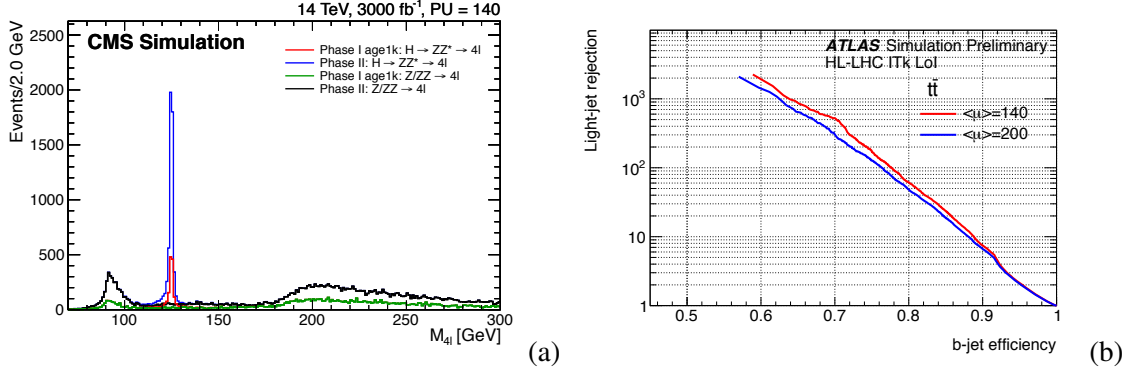 14 TeV, 3000 fb⁻¹, PU = 140
CMS Simulation
Phase I age1k: H → ZZ* → 4l
Phase II: H → ZZ* → 4l
Phase I age1k: Z/ZZ → 4l
Phase II: Z/ZZ → 4l
Events/2.0 GeV
2500
2000
1500
1000
500
0
100 150 200 250 300
M4l [GeV]
(a)
ATLAS Simulation Preliminary
HL-LHC ITk LoI
tt̄
<μ>=140
<μ>=200
Light-jet rejection
10³
10²
10
1
0.5 0.6 0.7 0.8 0.9 1
b-jet efficiency
(b)